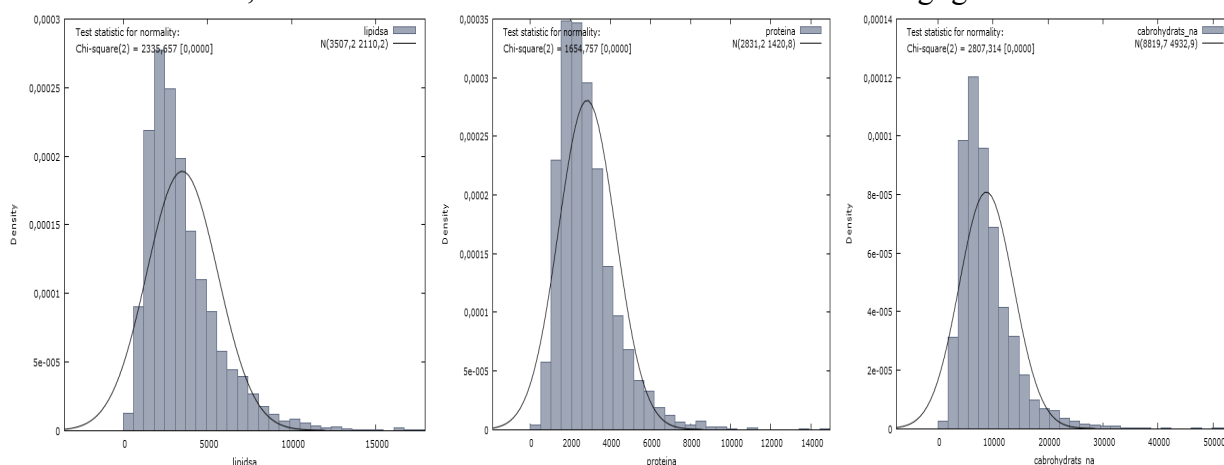 Test statistic for normality:
Chi-square(2) = 2335,657 [0,0000]
lipidsa
N(3507,2 2110,2)
0,0003
0,00025
0,0002
0,00015
0,0001
5e-005
0
Density
0 5000 10000 15000
lipidsa
Test statistic for normality:
Chi-square(2) = 1654,757 [0,0000]
proteina
N(2831,2 1420,8)
0,00035
0,0003
0,00025
0,0002
0,00015
0,0001
5e-005
0
Density
0 2000 4000 6000 8000 10000 12000 14000
proteina
Test statistic for normality:
Chi-square(2) = 2807,314 [0,0000]
cabrohydrats_na
N(8819,7 4932,9)
0,00014
0,00012
0,0001
8e-005
6e-005
4e-005
2e-005
0
Density
0 10000 20000 30000 40000 50000
cabrohydrats_na